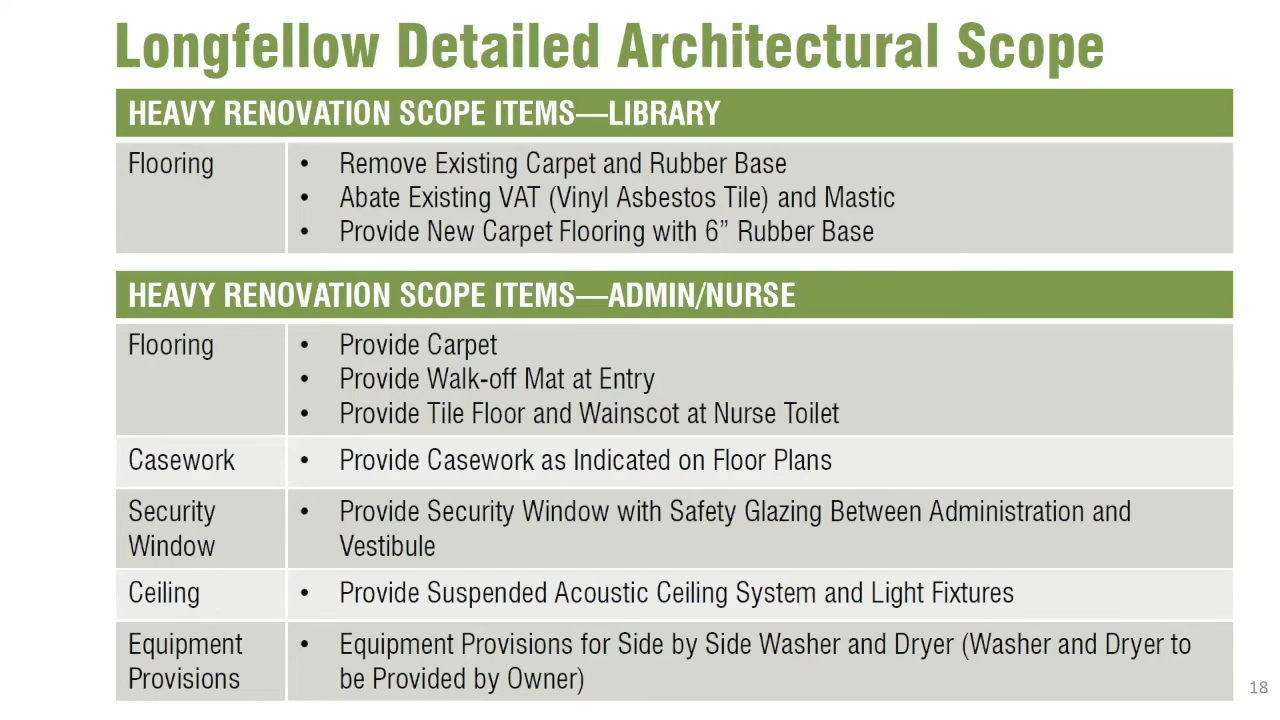 Longfellow Detailed Architectural Scope
HEAVY RENOVATION SCOPE ITEMS—LIBRARY
Flooring
• Remove Existing Carpet and Rubber Base
• Abate Existing VAT (Vinyl Asbestos Tile) and Mastic
• Provide New Carpet Flooring with 6” Rubber Base
HEAVY RENOVATION SCOPE ITEMS—ADMIN/NURSE
Flooring
• Provide Carpet
• Provide Walk-off Mat at Entry
• Provide Tile Floor and Wainscot at Nurse Toilet
Casework
• Provide Casework as Indicated on Floor Plans
Security
Window
• Provide Security Window with Safety Glazing Between Administration and
Vestibule
Ceiling
• Provide Suspended Acoustic Ceiling System and Light Fixtures
Equipment
Provisions
• Equipment Provisions for Side by Side Washer and Dryer (Washer and Dryer to
be Provided by Owner)
18